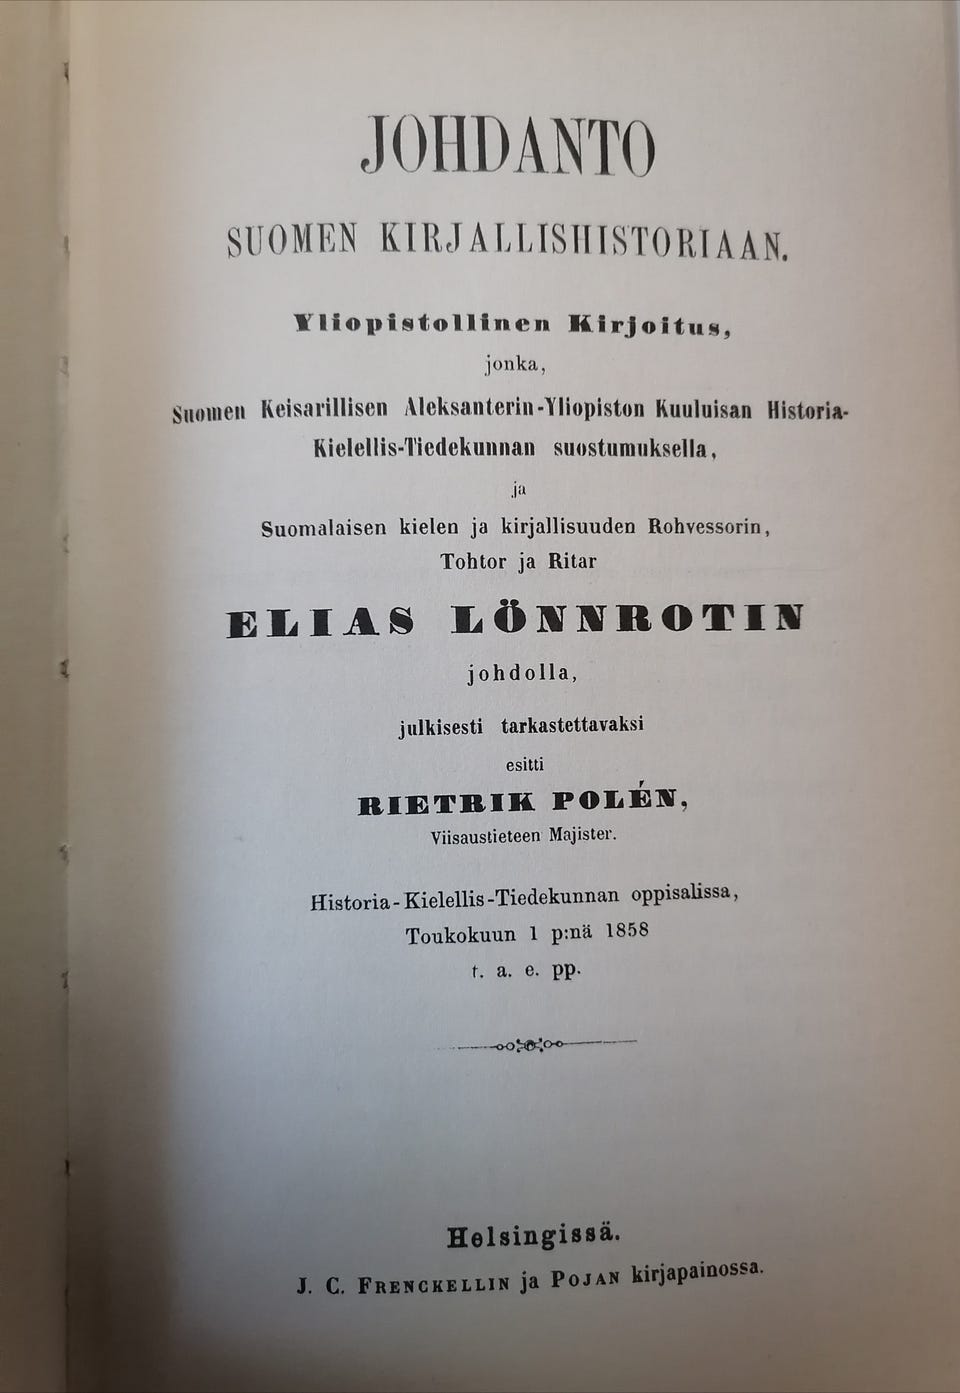 JOHDANTO
SUOMEN KIRJALLISHISTORIAAN.
Yliopistollinen Kirjoitus,
jonka,
Suomen Keisarillisen Aleksanterin-Yliopiston Kuuluisan Historia-
Kielellis-Tiedekunnan suostumuksella,
ja
Suomalaisen kielen ja kirjallisuuden Rohvessorin,
Tohtor ja Ritar
ELIAS LÖNNROTIN
johdolla,
julkisesti tarkastettavaksi
esitti
RIETRIK POLÉN,
Viisaustieteen Majister.
Historia-Kielellis-Tiedekunnan oppisalissa,
Toukokuun 1 p:nä 1858
t. a. e. pp.
Helsingissä.
J. C. FRENCKELLIN ja POJAN kirjapainossa.